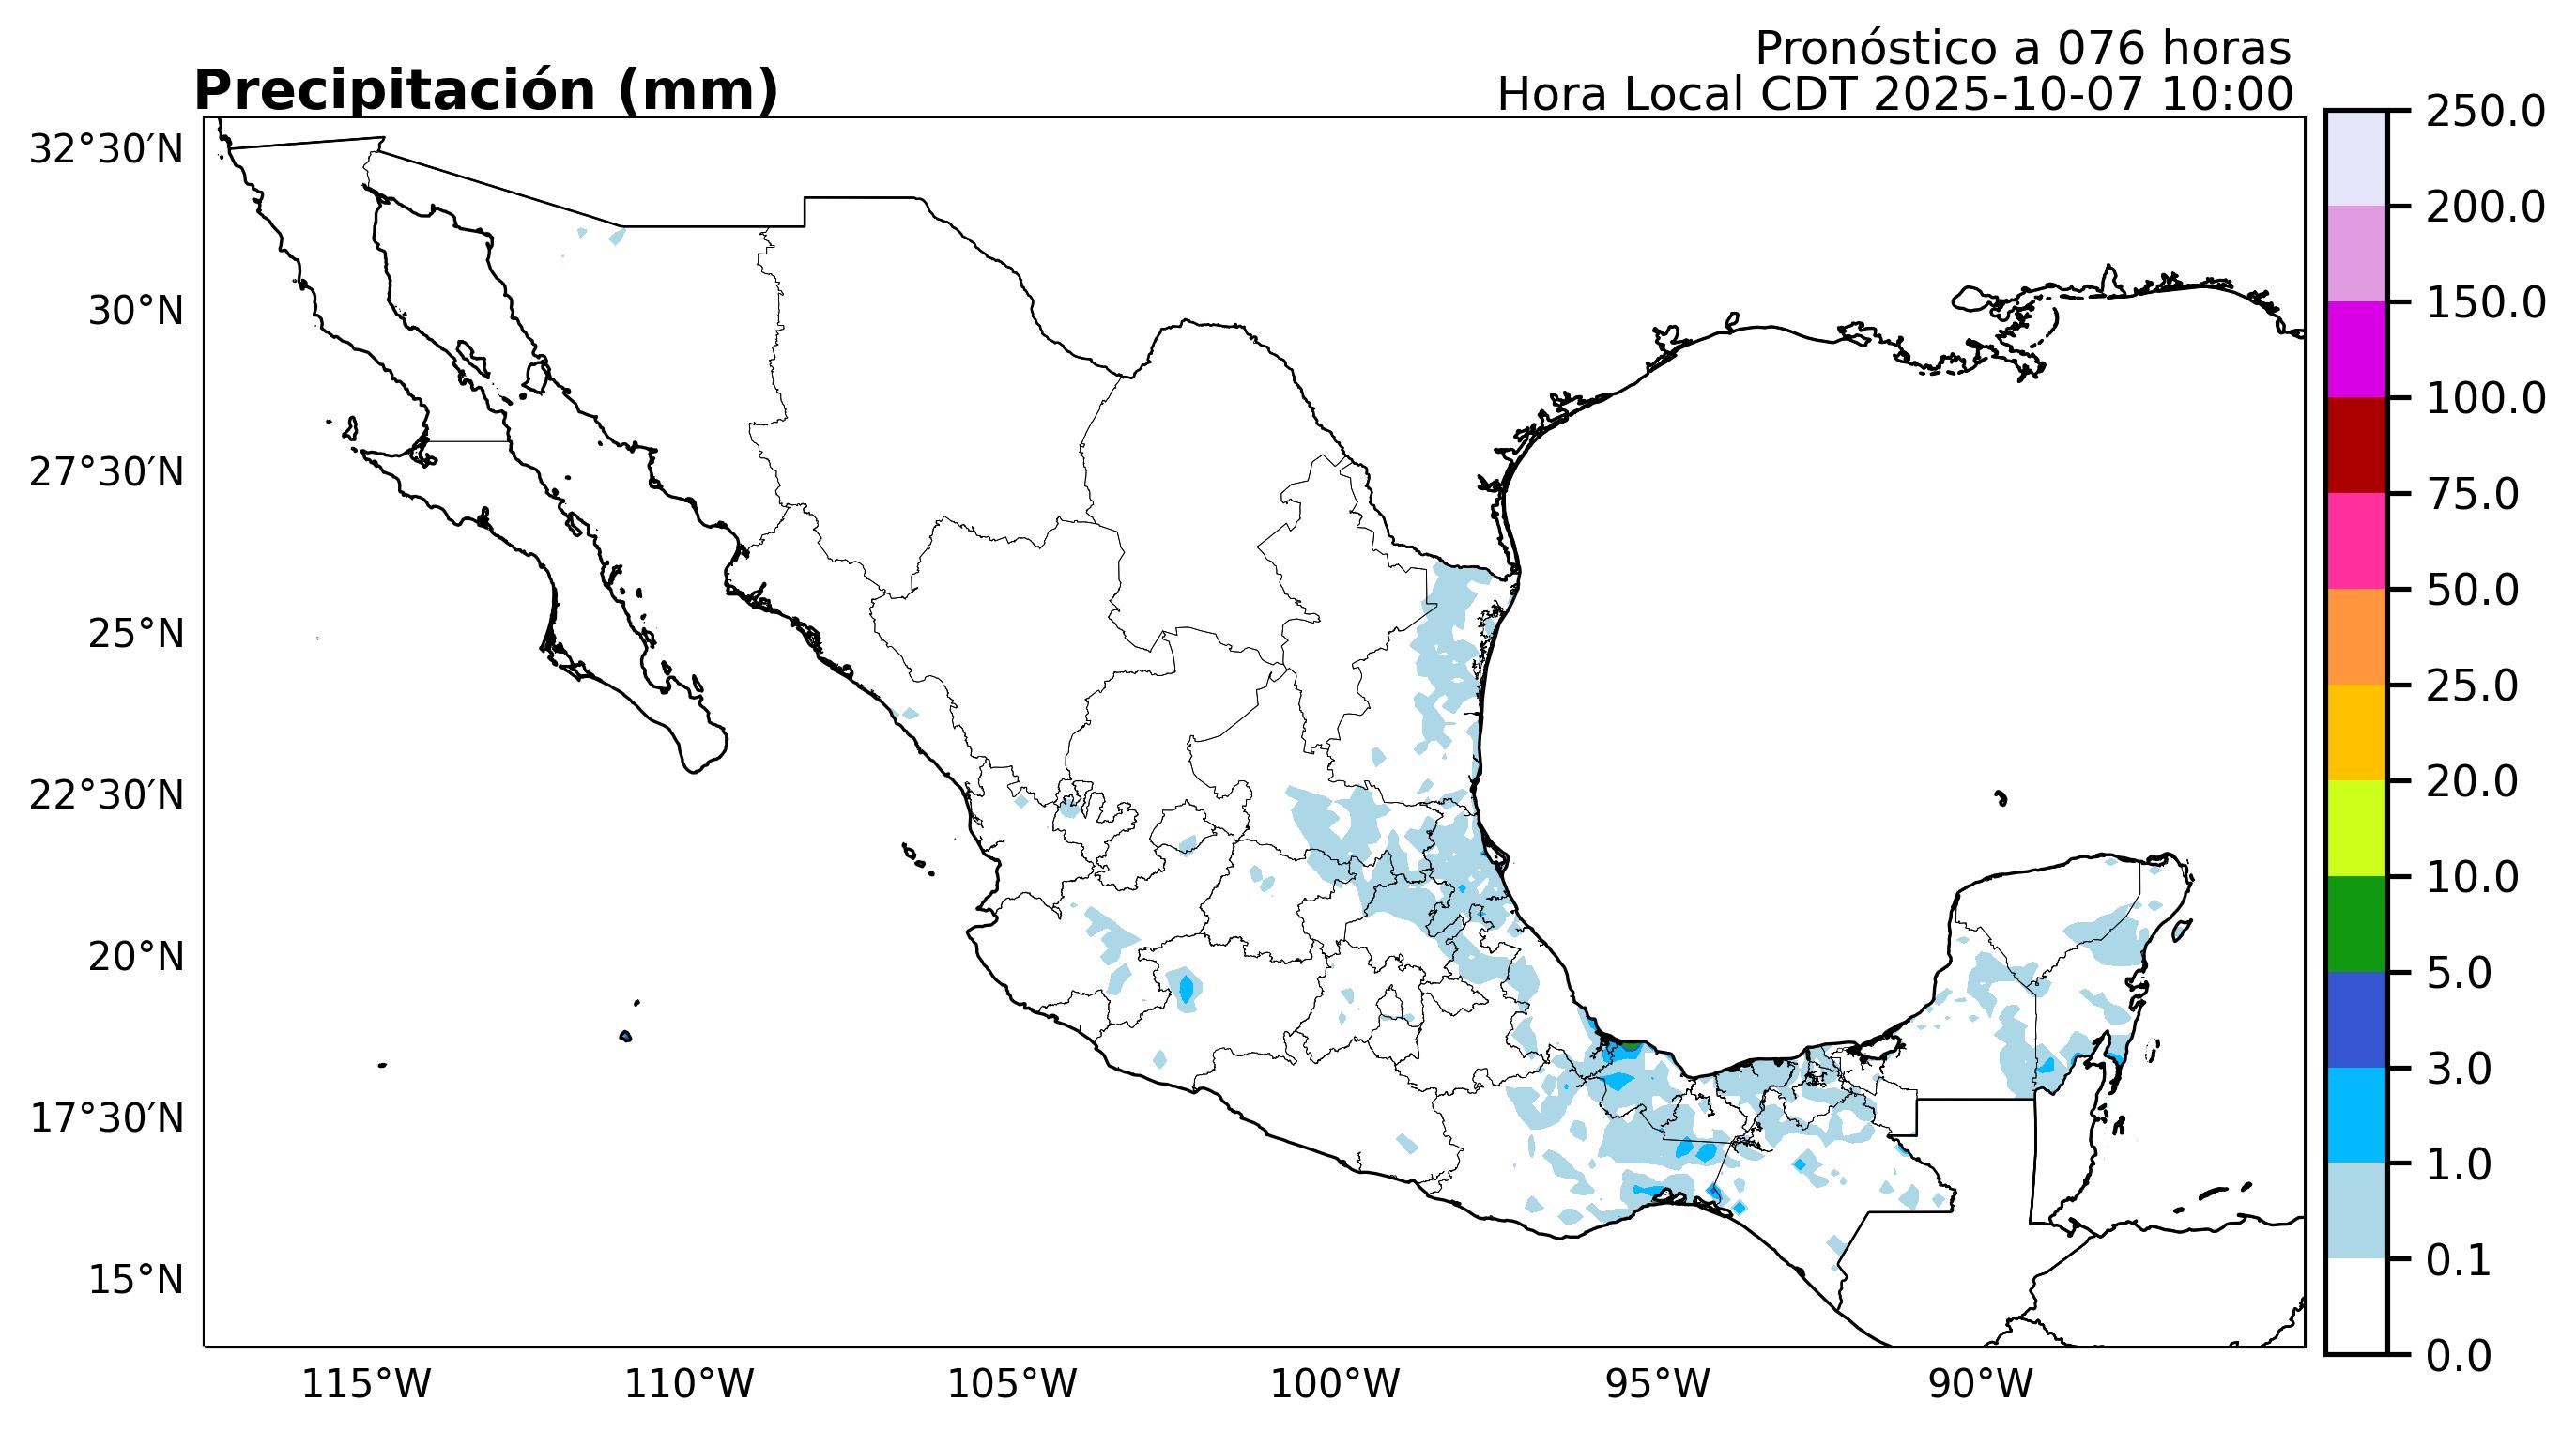 Pronóstico a 076 horas
Precipitación (mm)
Hora Local CDT 2025-10-07 10:00
32°30′N
30°N
27°30′N
25°N
22°30′N
20°N
17°30′N
15°N
115°W
110°W
105°W
100°W
95°W
90°W
250.0
200.0
150.0
100.0
75.0
50.0
25.0
20.0
10.0
5.0
3.0
1.0
0.1
0.0